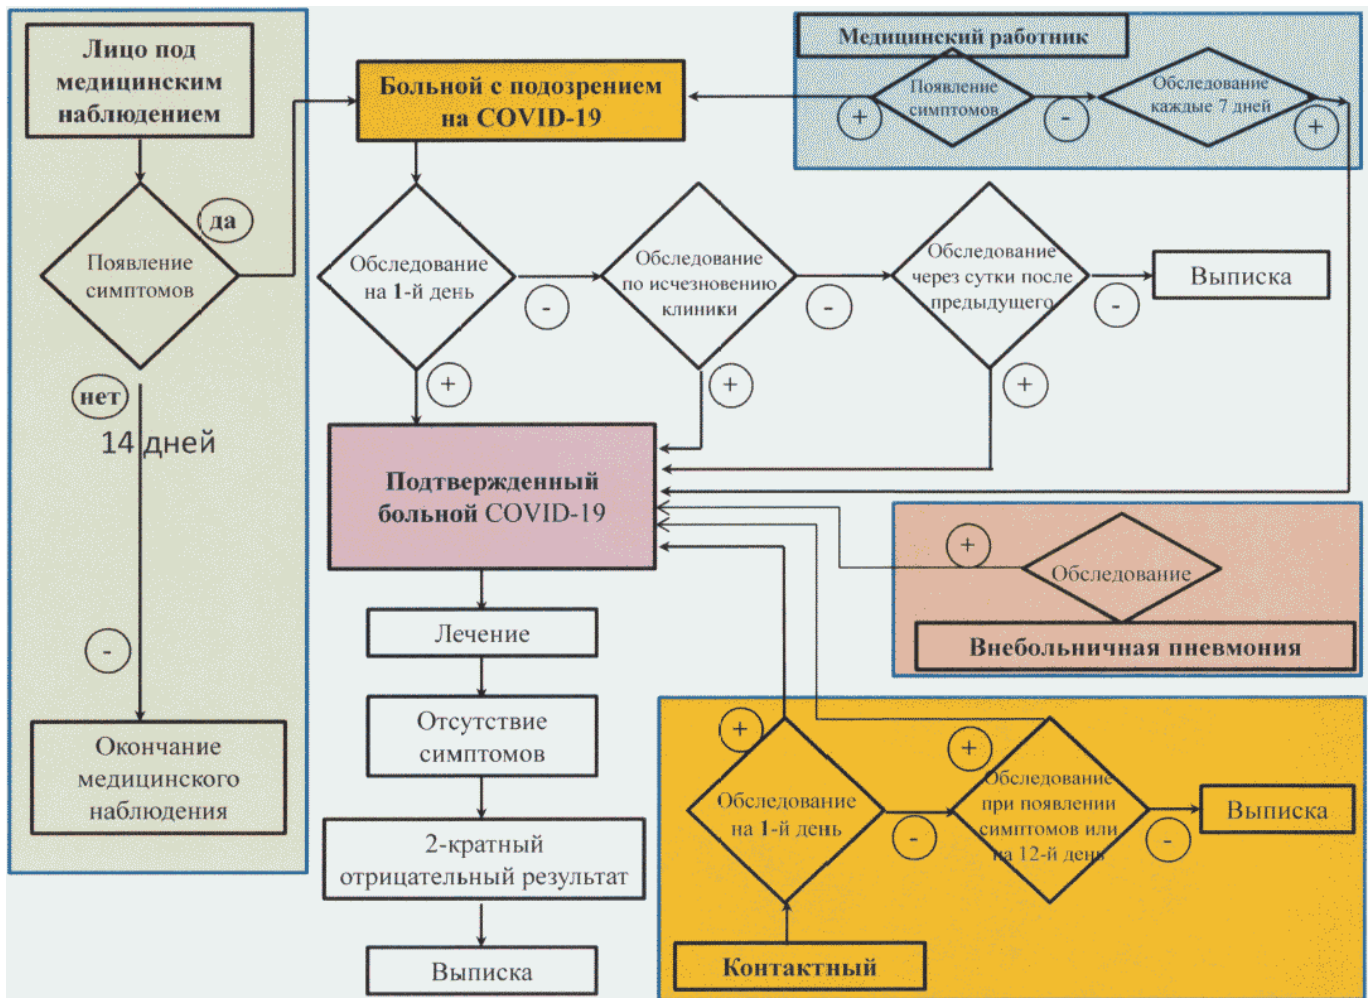 Лицо под
медицинским
наблюдением
да
Появление
симптомов
нет
14 дней
-
Окончание
медицинского
наблюдения
Больной с подозрением
на COVID-19
Медицинский работник
Появление
симптомов
+
-
Обследование
каждые 7 дней
+
Обследование
на 1-й день
-
+
Обследование
по исчезновению
клиники
-
+
Обследование
через сутки после
предыдущего
-
+
Выписка
Подтвержденный
больной COVID-19
Лечение
Отсутствие
симптомов
2-кратный
отрицательный результат
Выписка
+
Обследование
Внебольничная пневмония
+
Обследование
на 1-й день
-
+
Обследование
при появлении
симптомов или
на 12-й день
-
Выписка
Контактный